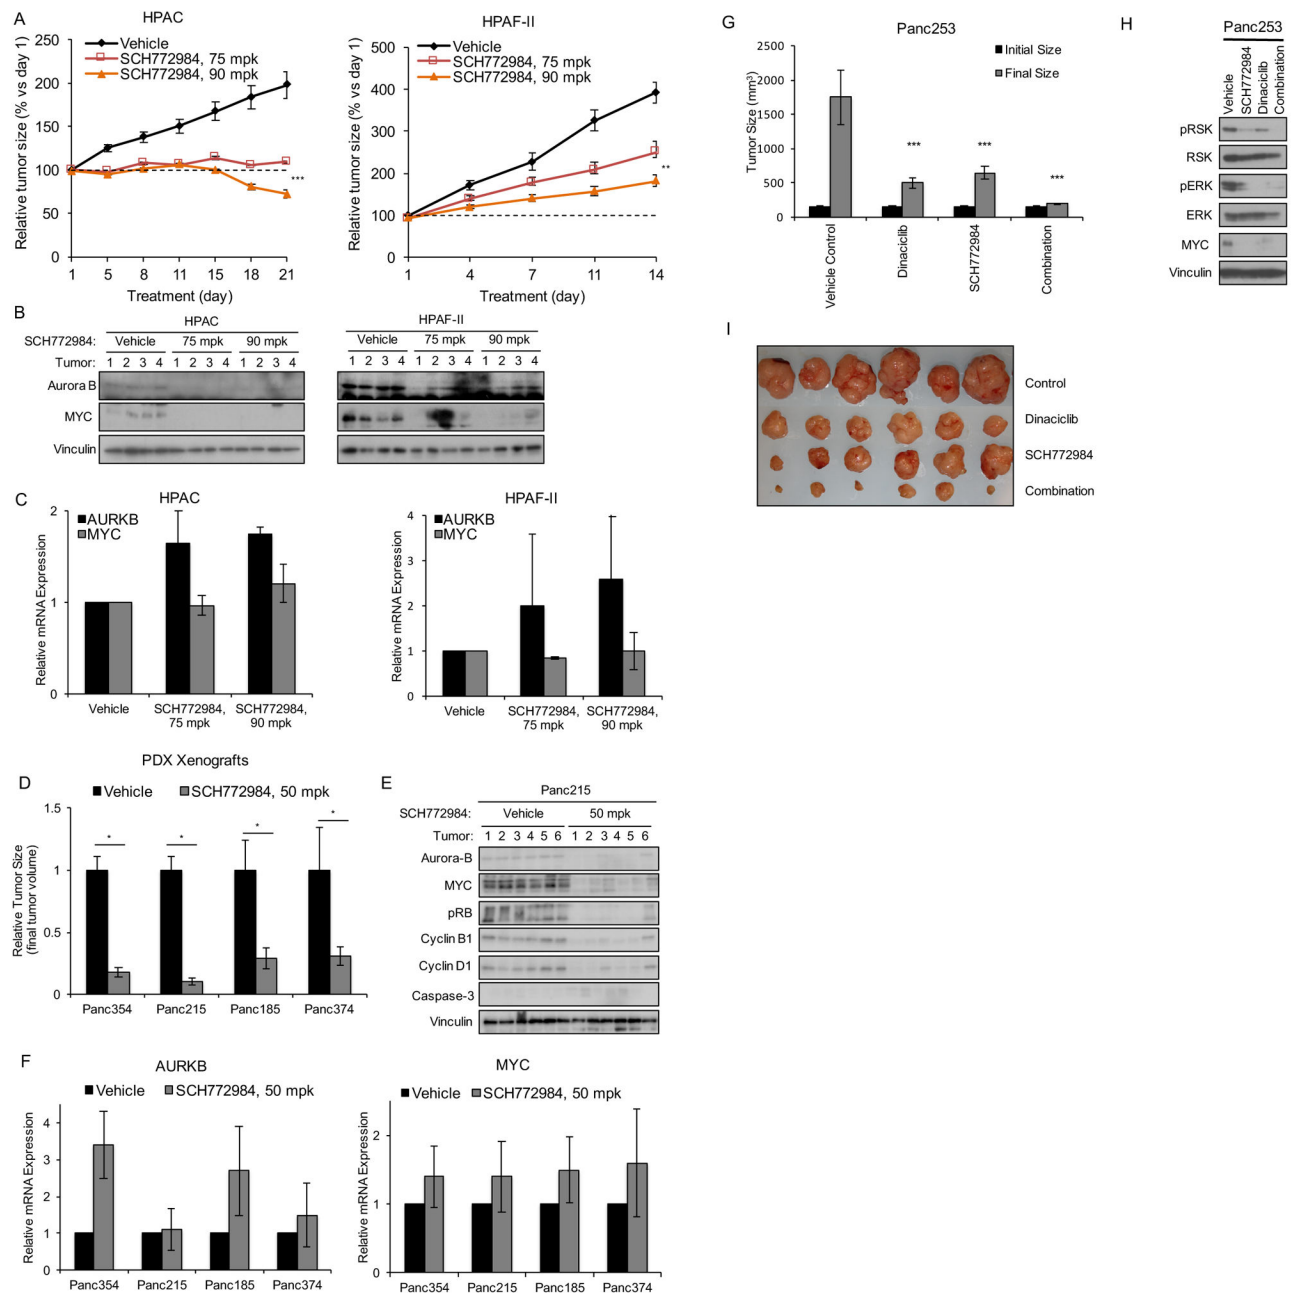 A
HPAC
Relative tumor size (% vs day 1)
250
200
150
100
50
0
Vehicle
SCH772984, 75 mpk
SCH772984, 90 mpk
***
1 5 8 11 15 18 21
Treatment (day)
HPAF-II
Relative tumor size (% vs day 1)
500
400
300
200
100
0
Vehicle
SCH772984, 75 mpk
SCH772984, 90 mpk
**
1 4 7 11 14
Treatment (day)
B
HPAC
SCH772984: Vehicle 75 mpk 90 mpk
Tumor: 1 2 3 4 1 2 3 4 1 2 3 4
Aurora B
MYC
Vinculin
HPAF-II
Vehicle 75 mpk 90 mpk
1 2 3 4 1 2 3 4 1 2 3 4
C
HPAC
Relative mRNA Expression
2
1
0
AURKB
MYC
Vehicle SCH772984, 75 mpk SCH772984, 90 mpk
HPAF-II
Relative mRNA Expression
4
3
2
1
0
AURKB
MYC
Vehicle SCH772984, 75 mpk SCH772984, 90 mpk
D
PDX Xenografts
Vehicle SCH772984, 50 mpk
Relative Tumor Size
(final tumor volume)
1.5
1
0.5
0
* * * *
Panc354 Panc215 Panc185 Panc374
E
Panc215
SCH772984: Vehicle 50 mpk
Tumor: 1 2 3 4 5 6 1 2 3 4 5 6
Aurora-B
MYC
pRB
Cyclin B1
Cyclin D1
Caspase-3
Vinculin
F
AURKB
Vehicle SCH772984, 50 mpk
Relative mRNA Expression
4
3
2
1
0
Panc354 Panc215 Panc185 Panc374
MYC
Vehicle SCH772984, 50 mpk
Relative mRNA Expression
2
1
0
Panc354 Panc215 Panc185 Panc374
G
Panc253
Tumor Size (mm³)
2500
2000
1500
1000
500
0
Initial Size
Final Size
*** *** ***
Vehicle Control
Dinaciclib
SCH772984
Combination
H
Panc253
Vehicle
SCH772984
Dinaciclib
Combination
pRSK
RSK
pERK
ERK
MYC
Vinculin
I
Control
Dinaciclib
SCH772984
Combination